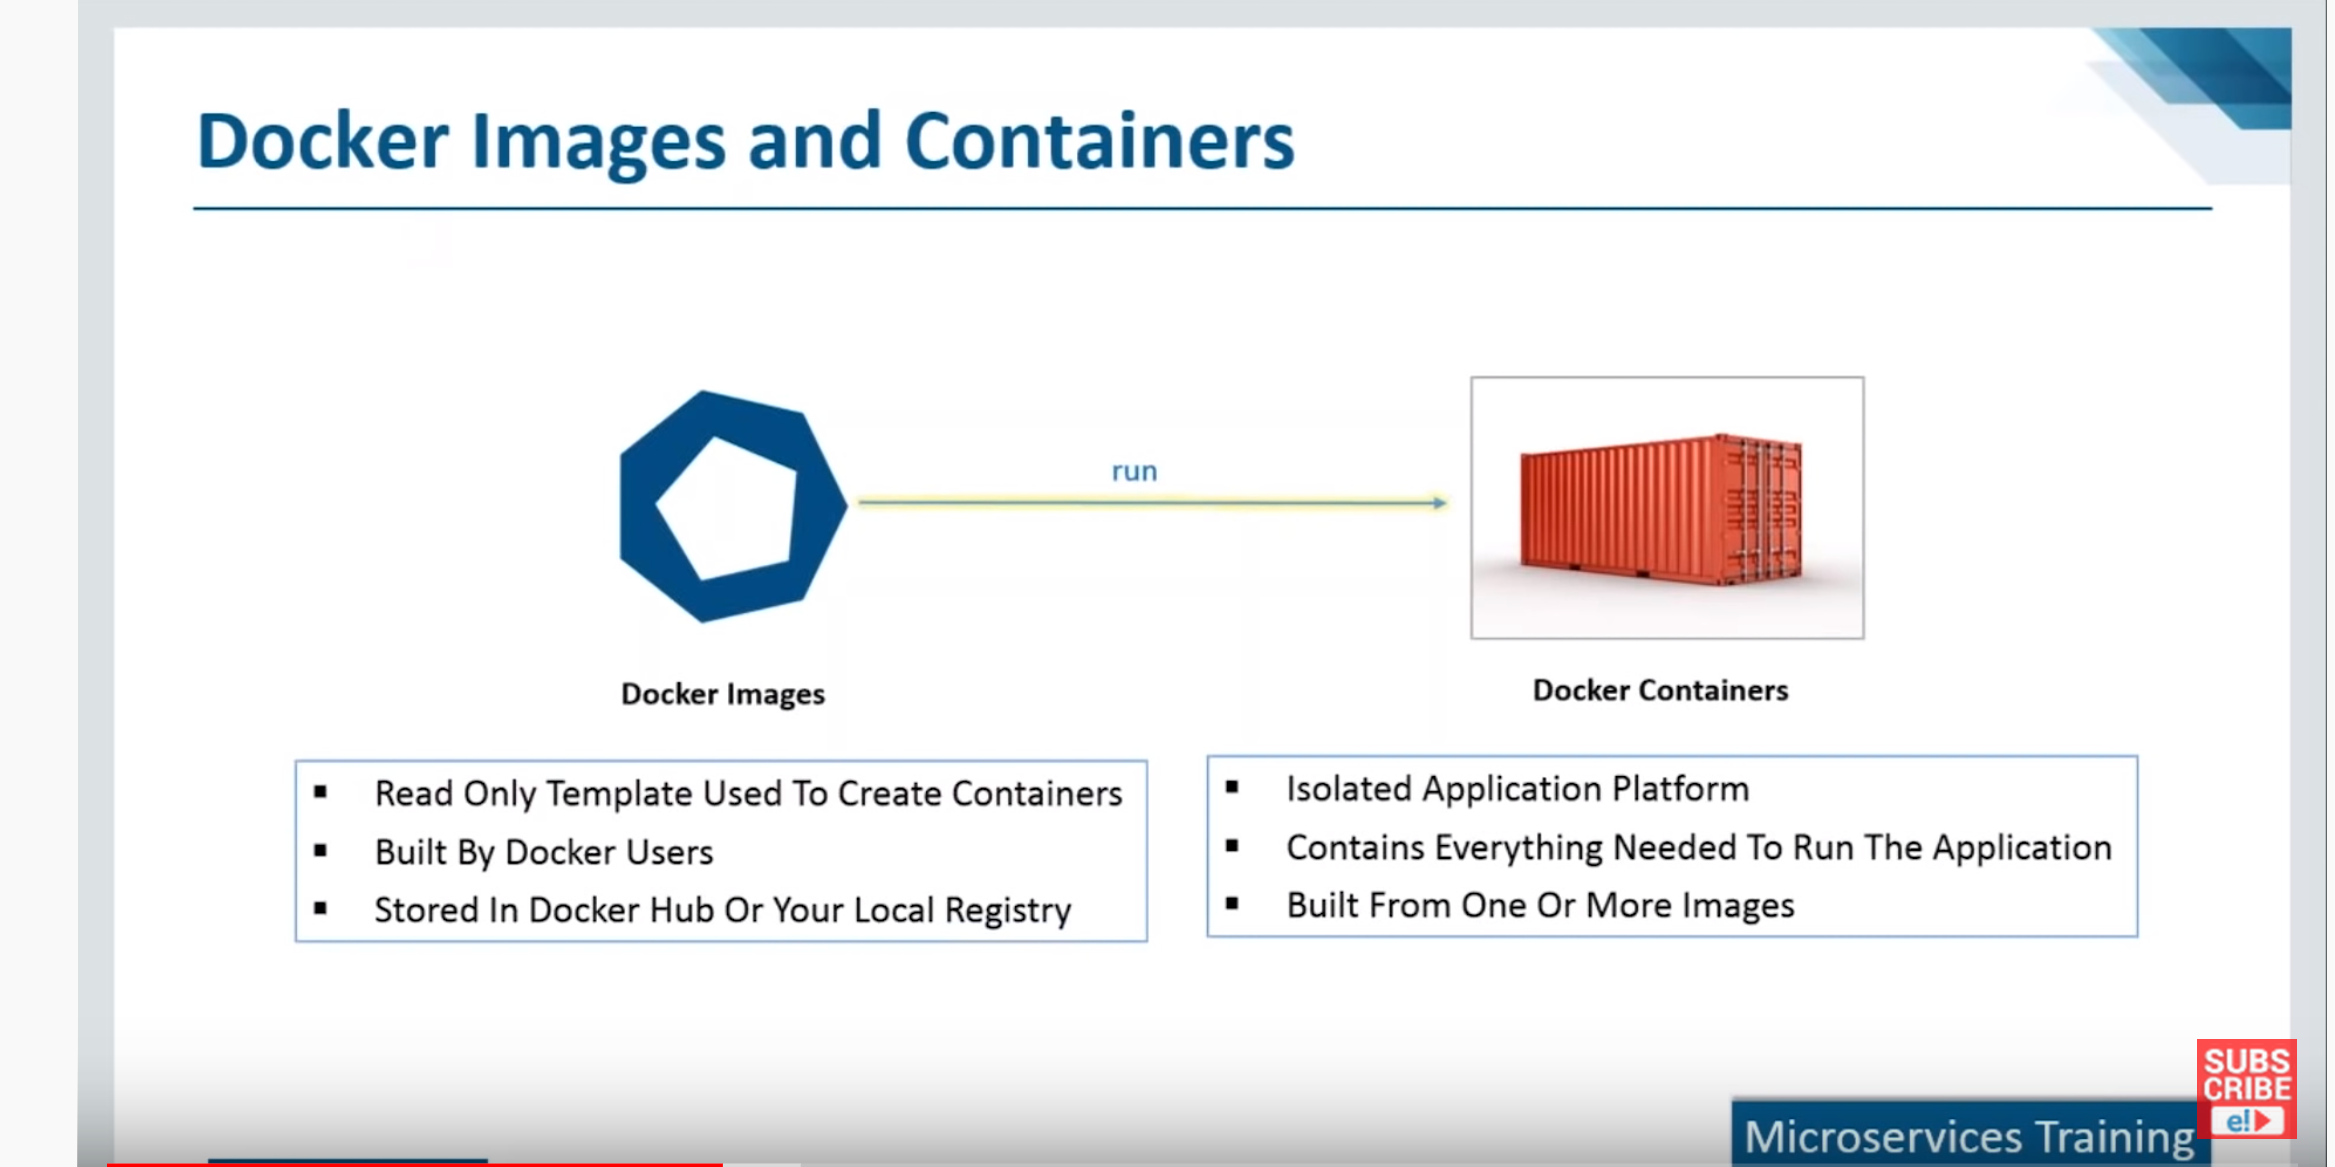 Docker Images and Containers
run
Docker Images
Docker Containers
Read Only Template Used To Create Containers
Built By Docker Users
Stored In Docker Hub Or Your Local Registry
Isolated Application Platform
Contains Everything Needed To Run The Application
Built From One Or More Images
SUBS
CRIBE
e!
Microservices Training